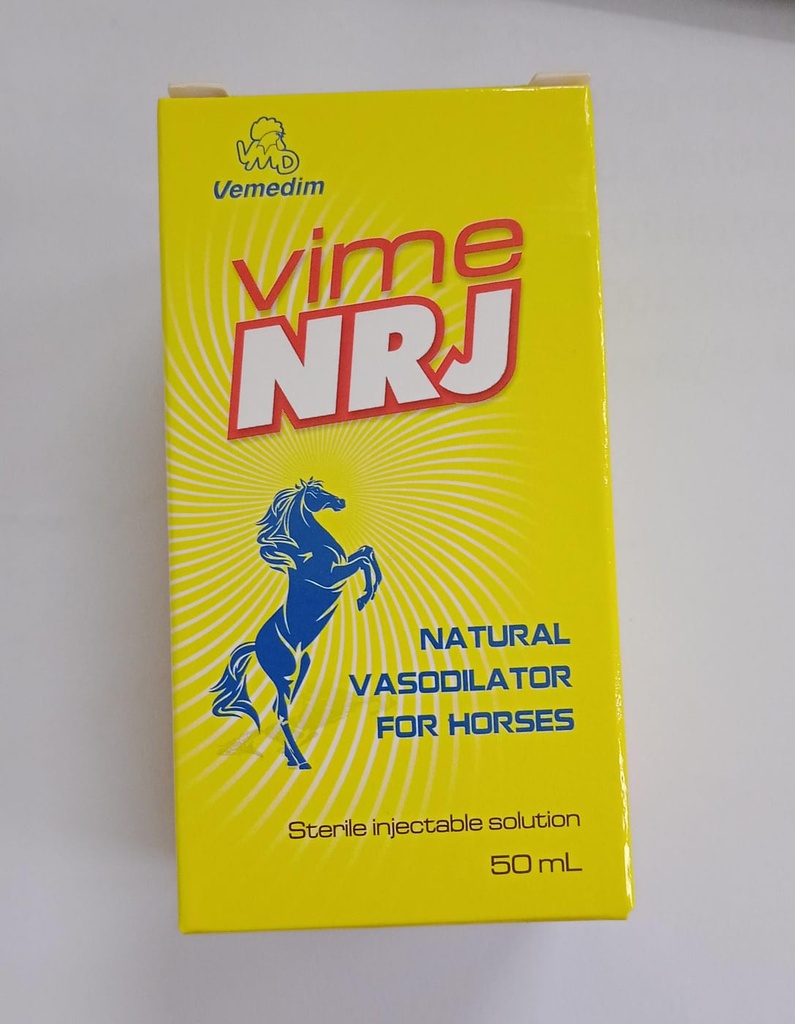 VMD
Vemedim
vime
NRJ
NATURAL
VASODILATOR
FOR HORSES
Sterile injectable solution
50 mL